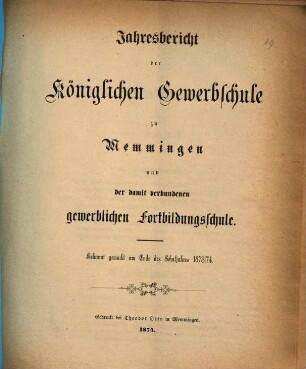 Jahresbericht
der
Königlichen Gewerbschule
zu
Memmingen
und
der damit verbundenen
gewerblichen Fortbildungsschule.
Bekannt gemacht am Ende des Schuljahres 1873/74.
Gedruckt bei Theodor Otto in Memmingen.
1874.